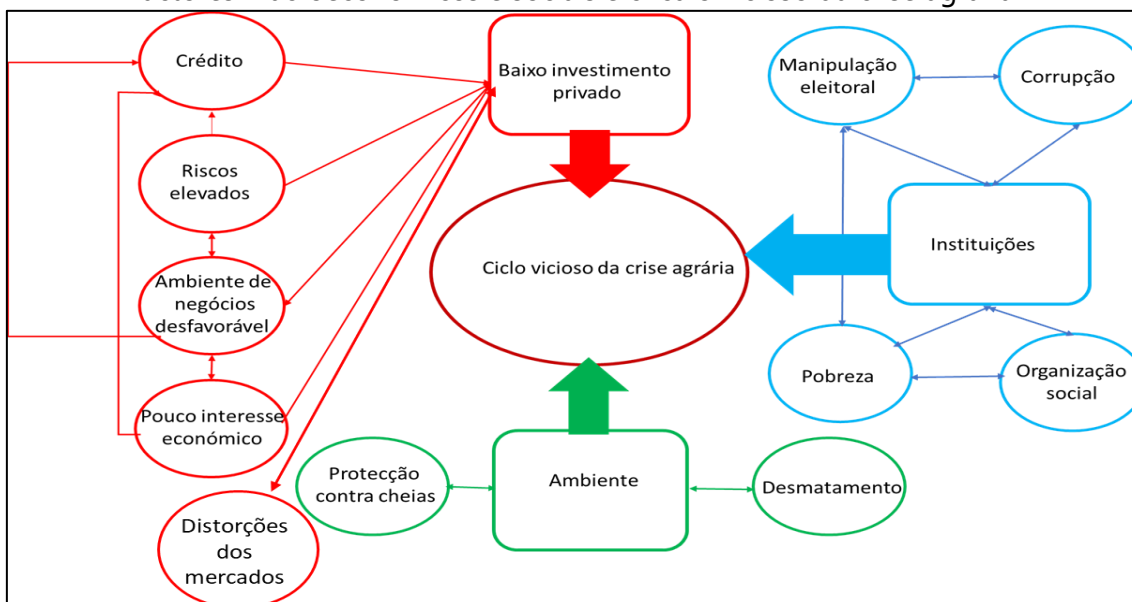 Crédito
Baixo investimento
privado
Manipulação
eleitoral
Corrupção
Riscos
elevados
Ciclo vicioso da crise agrária
Instituições
Ambiente de
negócios
desfavorável
Pobreza
Organização
social
Pouco interesse
económico
Protecção
contra cheias
Ambiente
Desmatamento
Distorções
dos
mercados